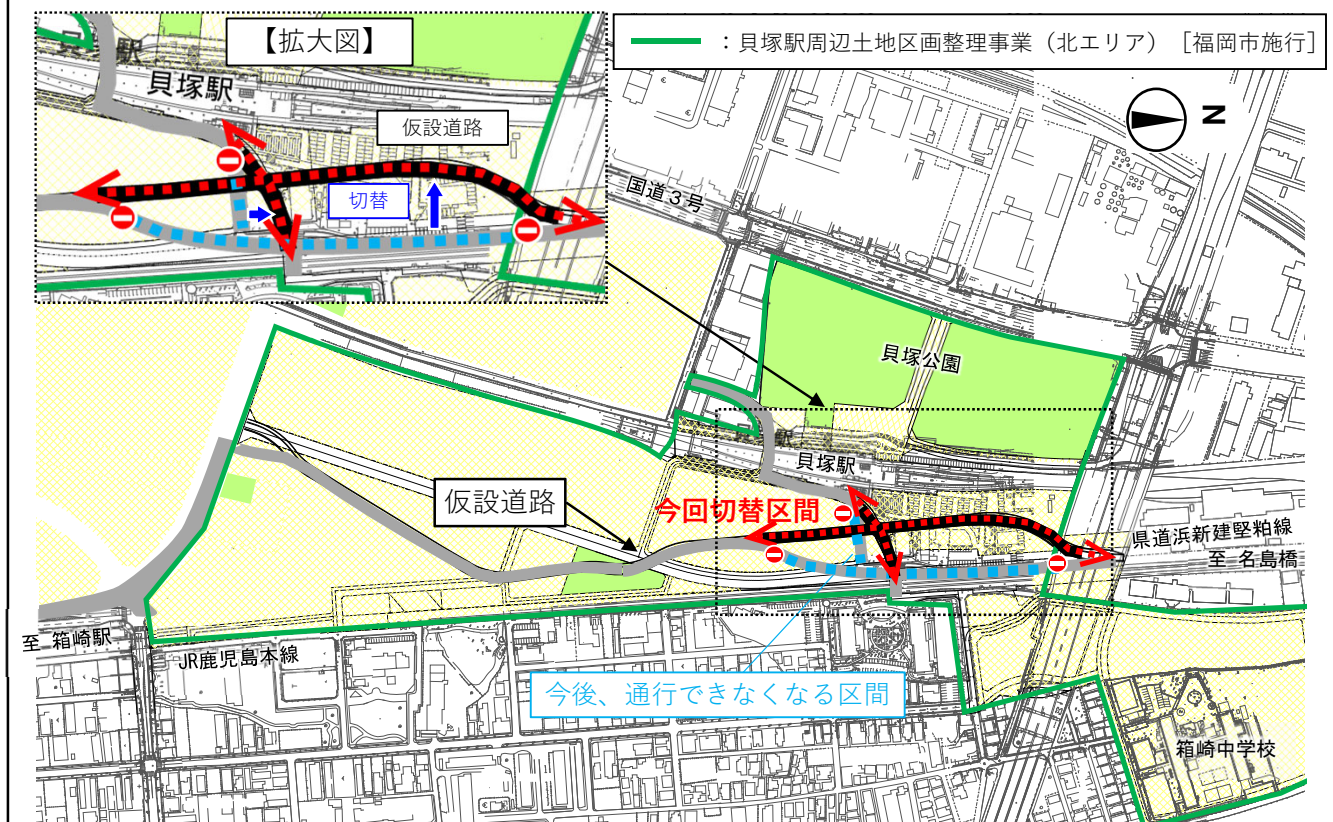 【拡大図】
：貝塚駅周辺土地区画整理事業（北エリア）［福岡市施行］
駅
貝塚駅
仮設道路
切替
N
国道３号
貝塚公園
駅
貝塚駅
仮設道路
今回切替区間
県道浜新建堅粕線
至 名島橋
至 箱崎駅
JR鹿児島本線
今後、通行できなくなる区間
箱崎中学校